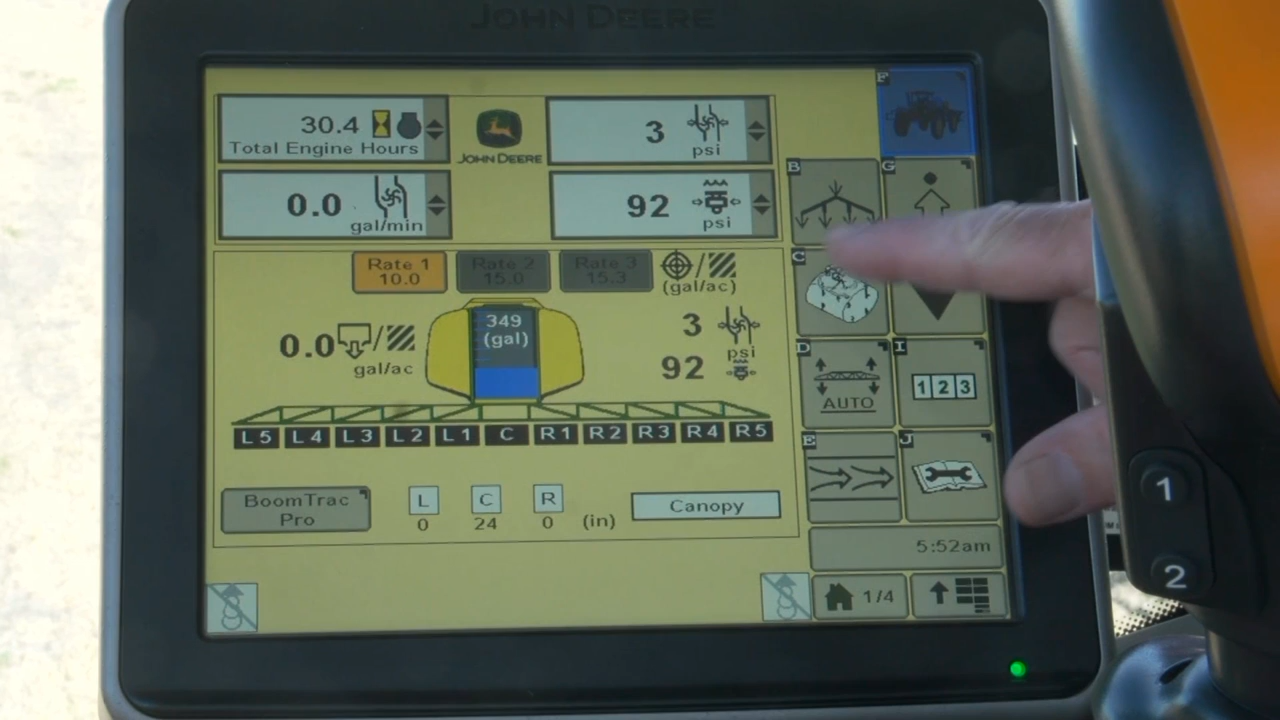 JOHN DEERE
F
30.4
Total Engine Hours
JOHN DEERE
3
psi
B
G
0.0
gal/min
92
psi
Rate 1
10.0
Rate 2
15.0
Rate 3
15.3
/
(gal/ac)
C
349
(gal)
0.0
/
gal/ac
3
psi
92
D
AUTO
I
123
L5 L4 L3 L2 L1 C R1 R2 R3 R4 R5
E
J
BoomTrac
Pro
L C R
0 24 0 (in)
Canopy
5:52am
1/4
1
2